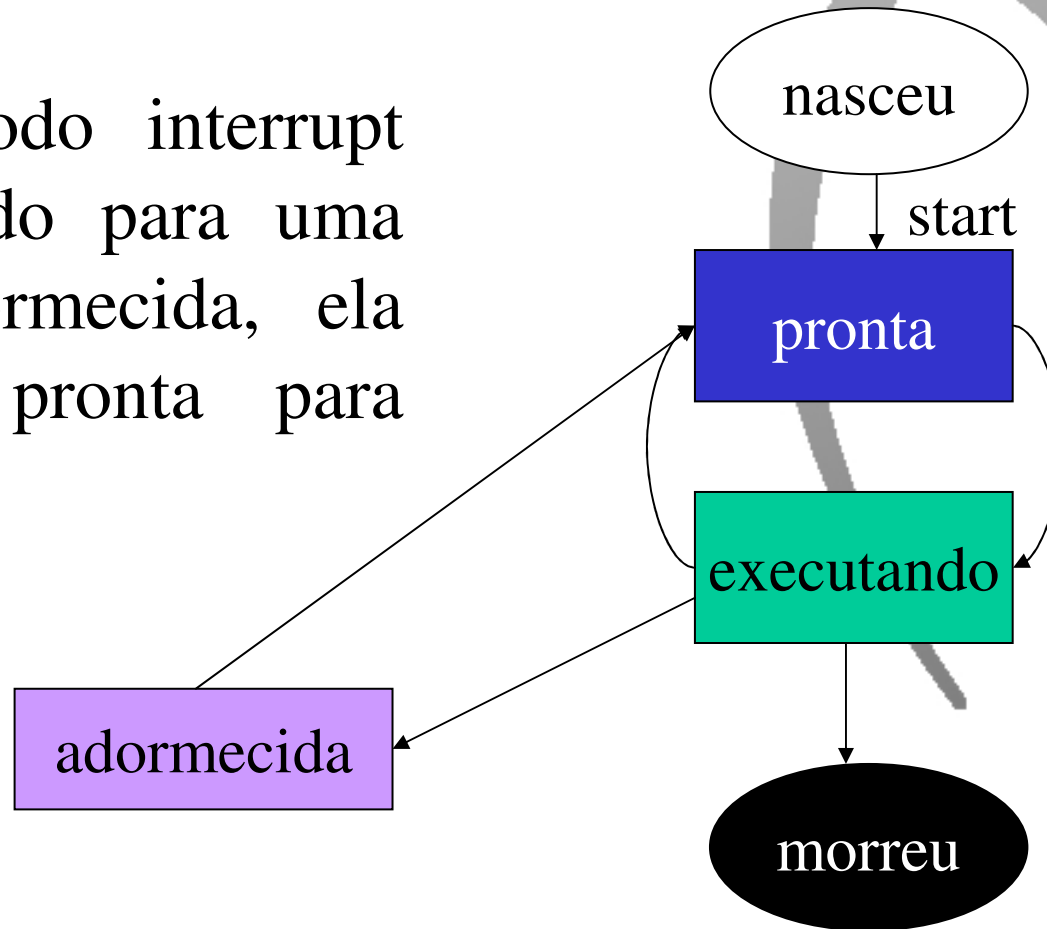 odo interrupt
do para uma
rmecida, ela
pronta para
nasceu
start
pronta
executando
adormecida
morreu